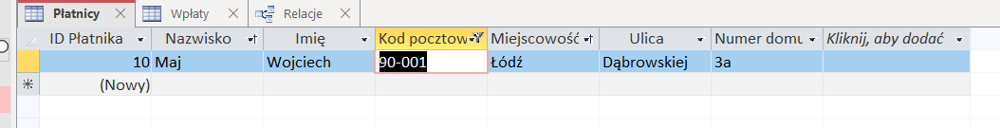 Płatnicy Wpłaty Relacje
ID Płatnika Nazwisko Imię Kod pocztow Miejscowość Ulica Numer domu Kliknij, aby dodać
10 Maj Wojciech 90-001 Łódź Dąbrowskiej 3a
(Nowy)